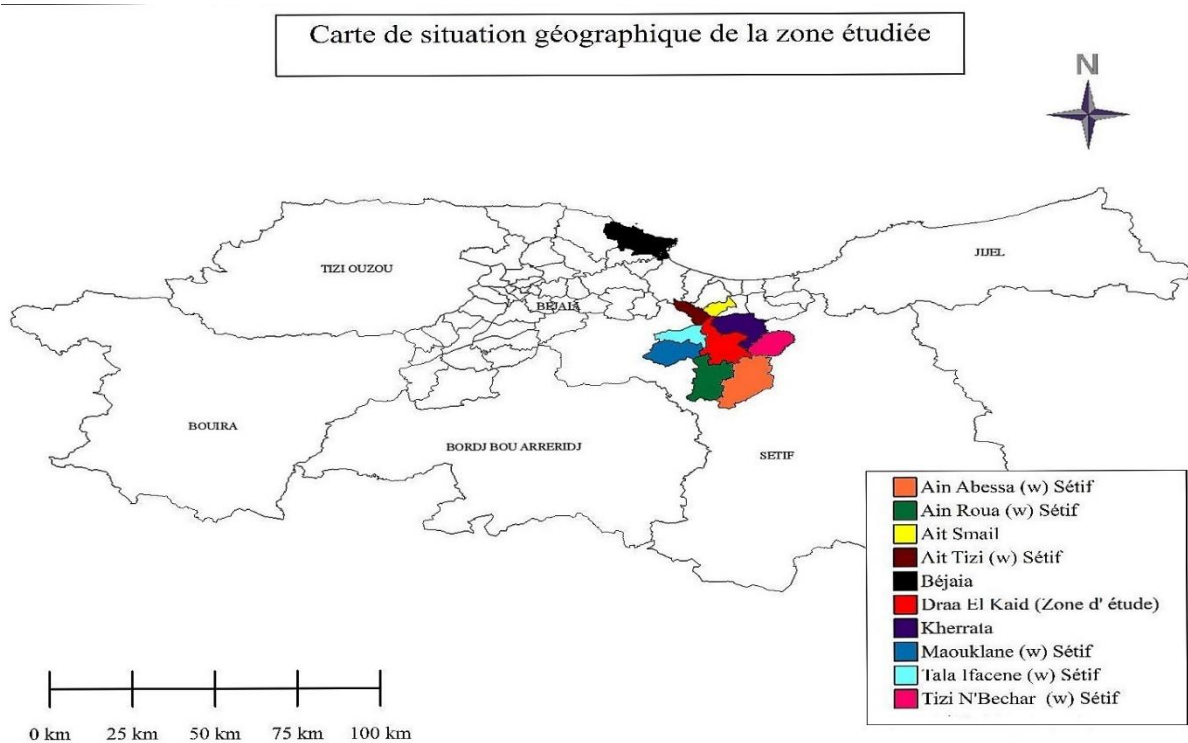 Carte de situation géographique de la zone étudiée
N
JIJEL
TIZI OUZOU
BEJAIA
BOUIRA
BORDJ BOU ARRERIDJ
SETIF
Ain Abessa (w) Sétif
Ain Roua (w) Sétif
Ait Smail
Ait Tizi (w) Sétif
Béjaia
Draa El Kaid (Zone d' étude)
Kherrata
Maouklane (w) Sétif
Tala Ifacene (w) Sétif
Tizi N'Bechar (w) Sétif
0 km 25 km 50 km 75 km 100 km